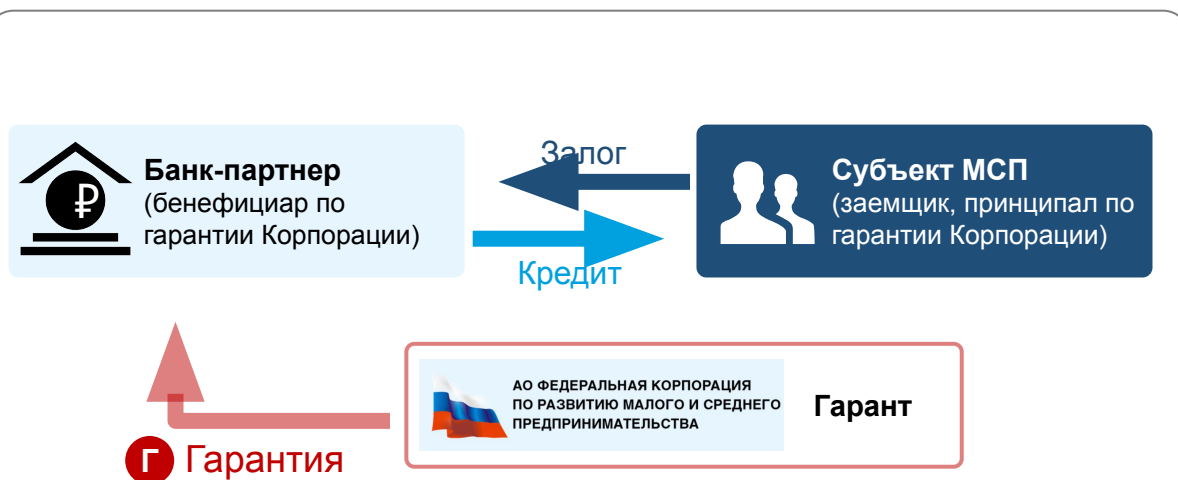 Залог
Банк-партнер
(бенефициар по
гарантии Корпорации)
Субъект МСП
(заемщик, принципал по
гарантии Корпорации)
Кредит
АО ФЕДЕРАЛЬНАЯ КОРПОРАЦИЯ
ПО РАЗВИТИЮ МАЛОГО И СРЕДНЕГО
ПРЕДПРИНИМАТЕЛЬСТВА
Гарант
Г Гарантия